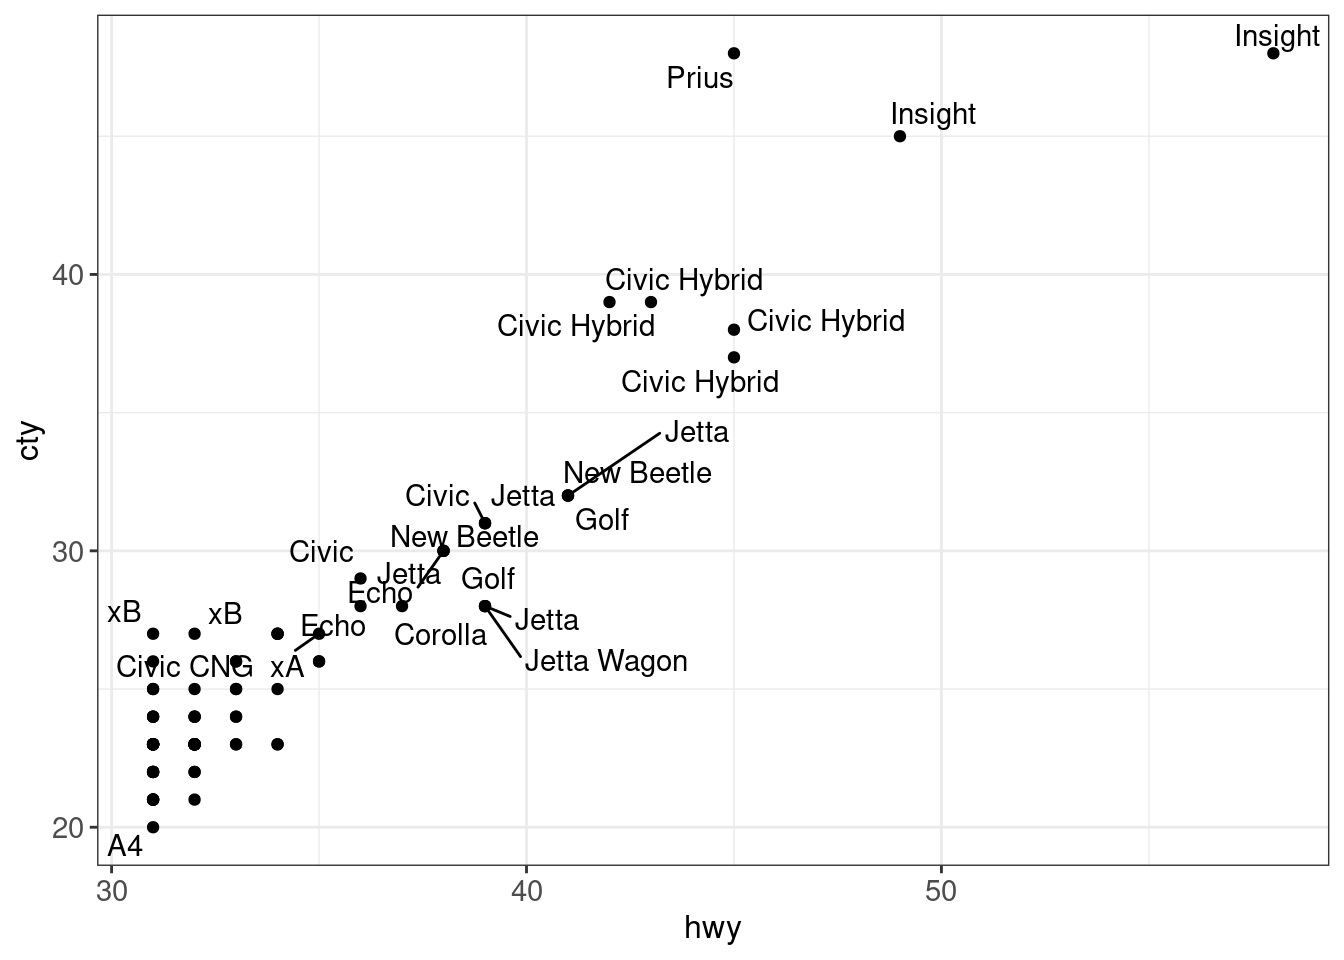 Insight
Prius
Insight
40
Civic Hybrid
Civic Hybrid
Civic Hybrid
Civic Hybrid
cty
Jetta
New Beetle
Civic
Jetta
Golf
New Beetle
30
Civic
Jetta
Golf
Echo
xB
xB
Jetta
Echo
Corolla
Jetta Wagon
Civic CNG
xA
20
A4
30
40
50
hwy